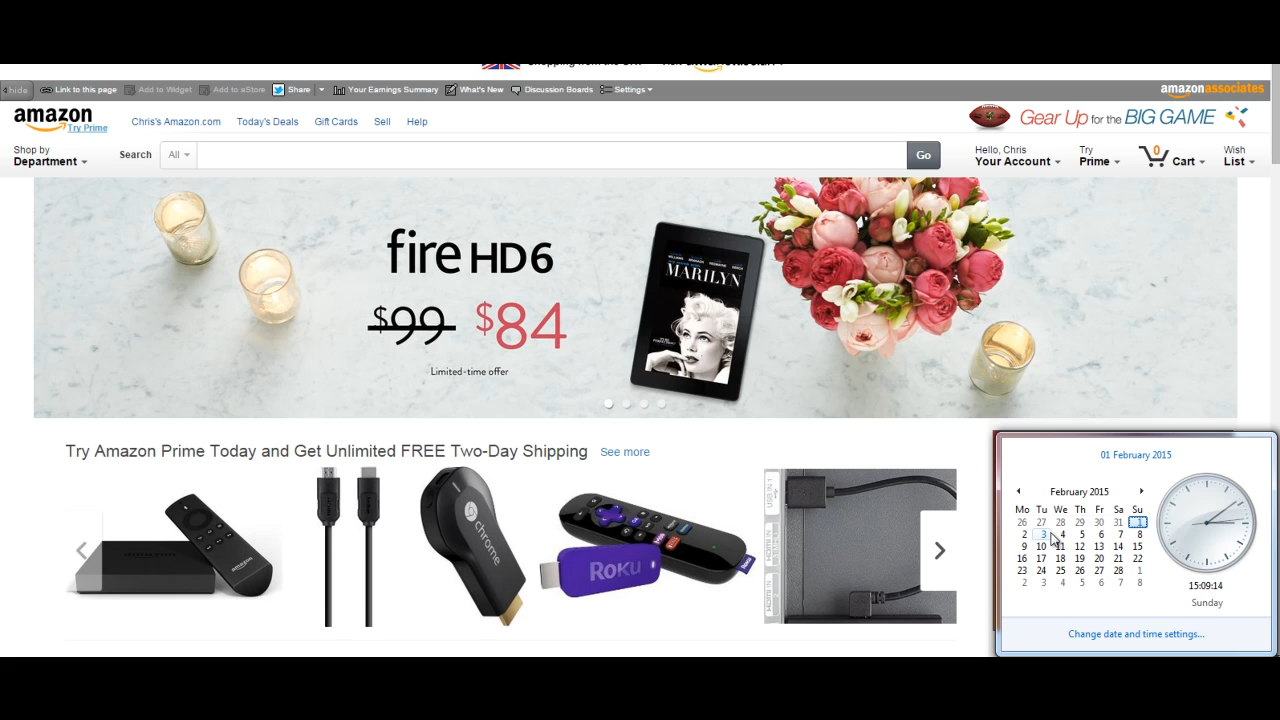 hide Link to this page Add to Widget Add to aStore Share Your Earnings Summary What's New Discussion Boards Settings amazonassociates
amazon
Try Prime
Chris's Amazon.com Today's Deals Gift Cards Sell Help
Gear Up for the BIG GAME
Shop by
Department
Search All Go
Hello, Chris
Your Account
Try
Prime
0
Cart
Wish
List
fire HD6
$99 $84
Limited-time offer
MARILYN
Try Amazon Prime Today and Get Unlimited FREE Two-Day Shipping See more
amazon
chrome
Roku
Roku
01 February 2015
February 2015
Mo Tu We Th Fr Sa Su
26 27 28 29 30 31 1
2 3 4 5 6 7 8
9 10 11 12 13 14 15
16 17 18 19 20 21 22
23 24 25 26 27 28 1
2 3 4 5 6 7 8
15:09:14
Sunday
Change date and time settings...